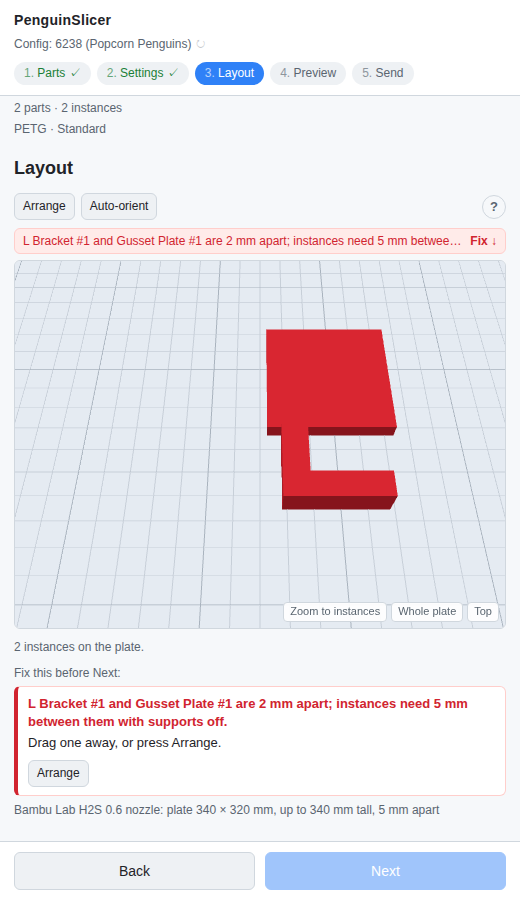 PenguinSlicer
Config: 6238 (Popcorn Penguins)
1. Parts ✓
2. Settings ✓
3. Layout
4. Preview
5. Send
2 parts · 2 instances
PETG · Standard
Layout
Arrange
Auto-orient
?
L Bracket #1 and Gusset Plate #1 are 2 mm apart; instances need 5 mm betwee… Fix ↓
Zoom to instances
Whole plate
Top
2 instances on the plate.
Fix this before Next:
L Bracket #1 and Gusset Plate #1 are 2 mm apart; instances need 5 mm
between them with supports off.
Drag one away, or press Arrange.
Arrange
Bambu Lab H2S 0.6 nozzle: plate 340 × 320 mm, up to 340 mm tall, 5 mm apart
Back
Next